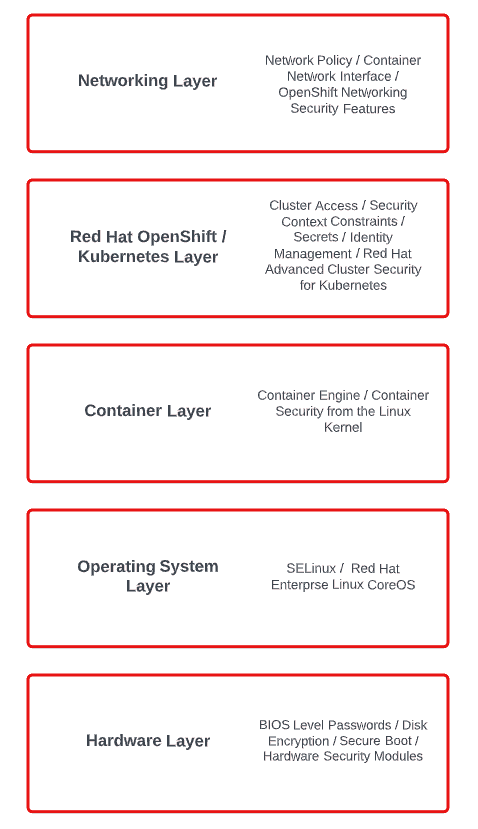 Networking Layer
Network Policy / Container
Network Interface /
OpenShift Networking
Security Features
Red Hat OpenShift /
Kubernetes Layer
Cluster Access / Security
Context Constraints /
Secrets / Identity
Management / Red Hat
Advanced Cluster Security
for Kubernetes
Container Layer
Container Engine / Container
Security from the Linux
Kernel
Operating System
Layer
SELinux / Red Hat
Enterprse Linux CoreOS
Hardware Layer
BIOS Level Passwords / Disk
Encryption / Secure Boot /
Hardware Security Modules